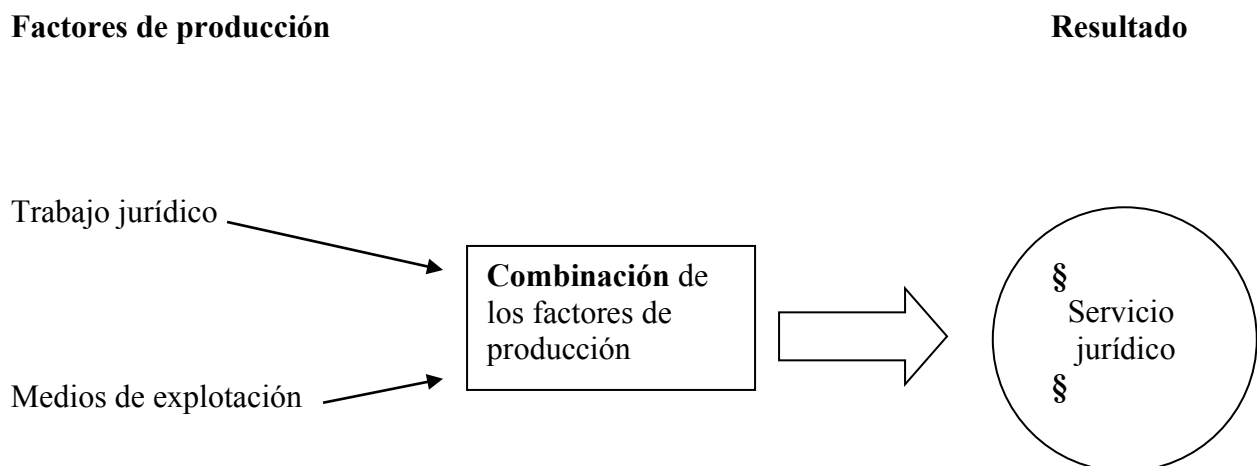 Factores de producción
Resultado
Trabajo jurídico
Combinación de
los factores de
producción
§
Servicio
jurídico
§
Medios de explotación